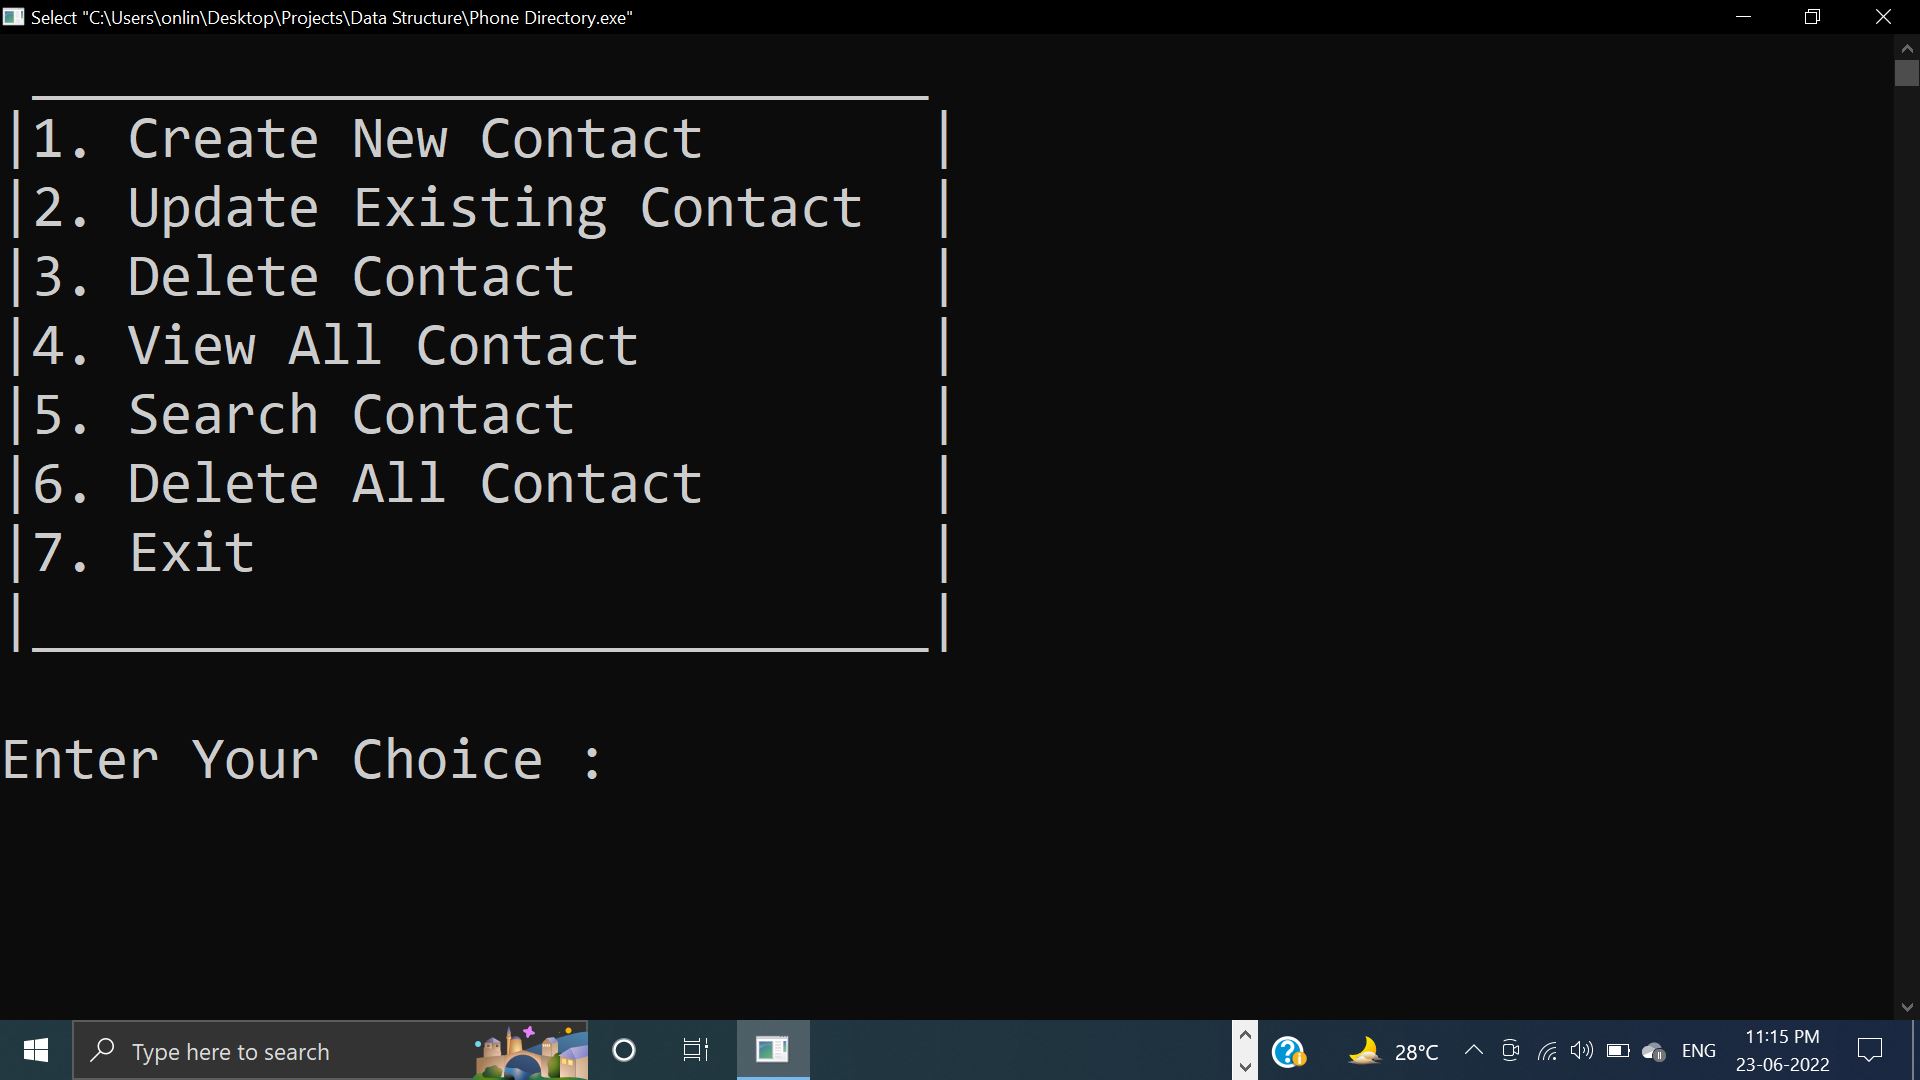 Select "C:\Users\onlin\Desktop\Projects\Data Structure\Phone Directory.exe"
|1. Create New Contact |
|2. Update Existing Contact |
|3. Delete Contact |
|4. View All Contact |
|5. Search Contact |
|6. Delete All Contact |
|7. Exit |
Enter Your Choice :
Type here to search
28°C
ENG
11:15 PM
23-06-2022